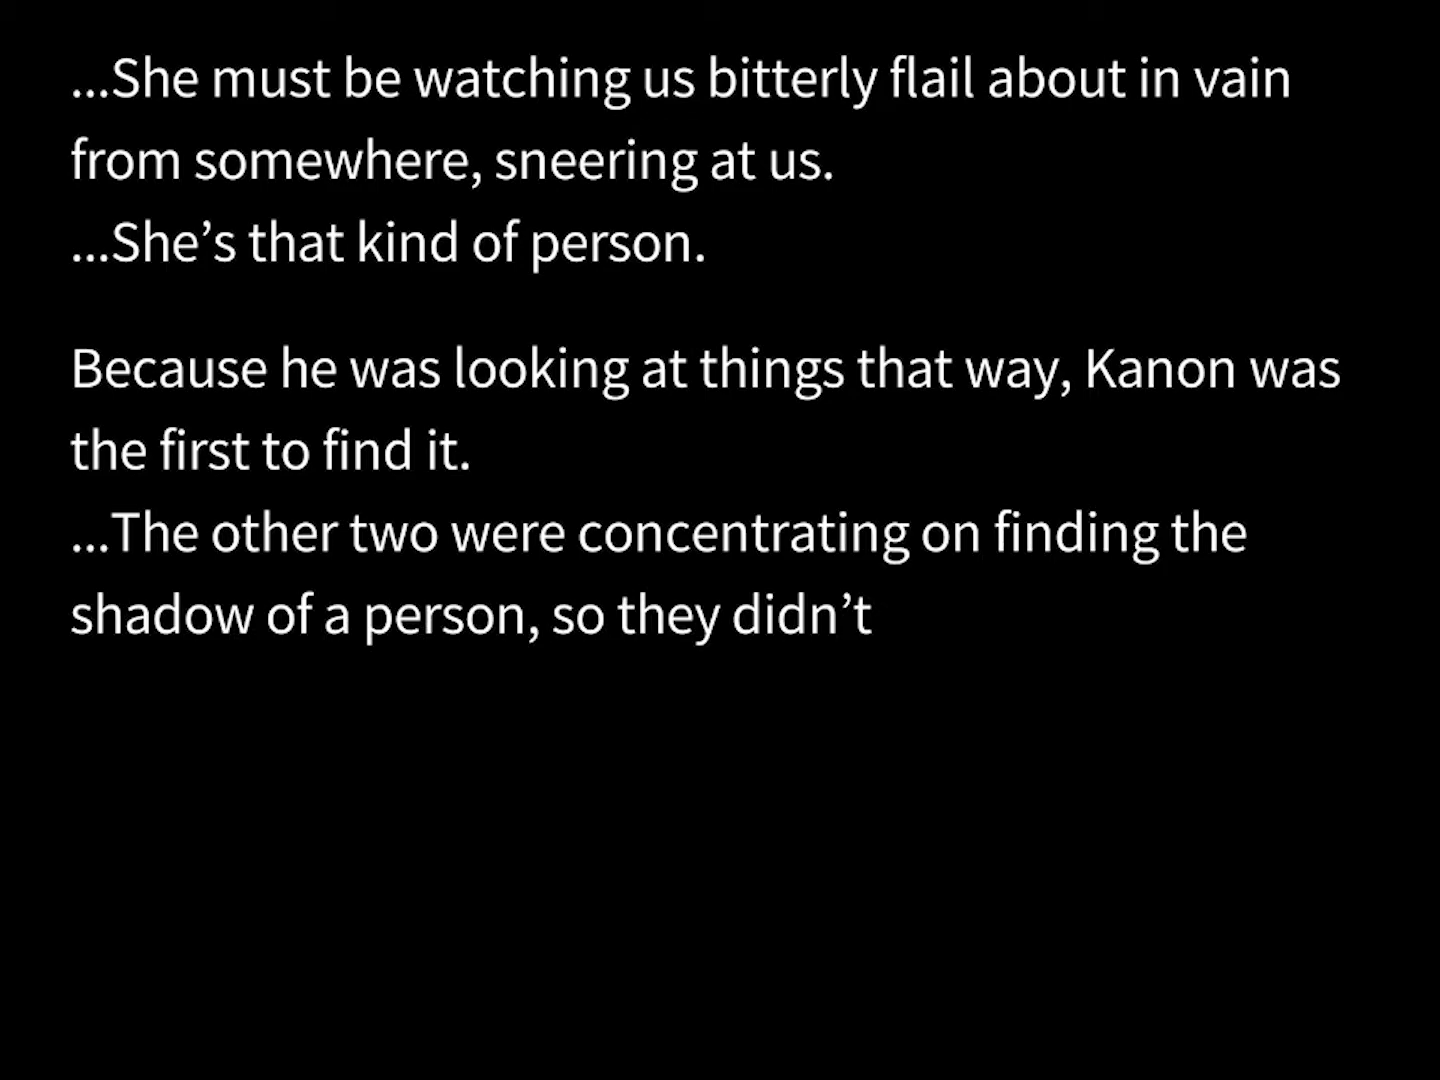 ...She must be watching us bitterly flail about in vain
from somewhere, sneering at us.
...She’s that kind of person.
Because he was looking at things that way, Kanon was
the first to find it.
...The other two were concentrating on finding the
shadow of a person, so they didn’t